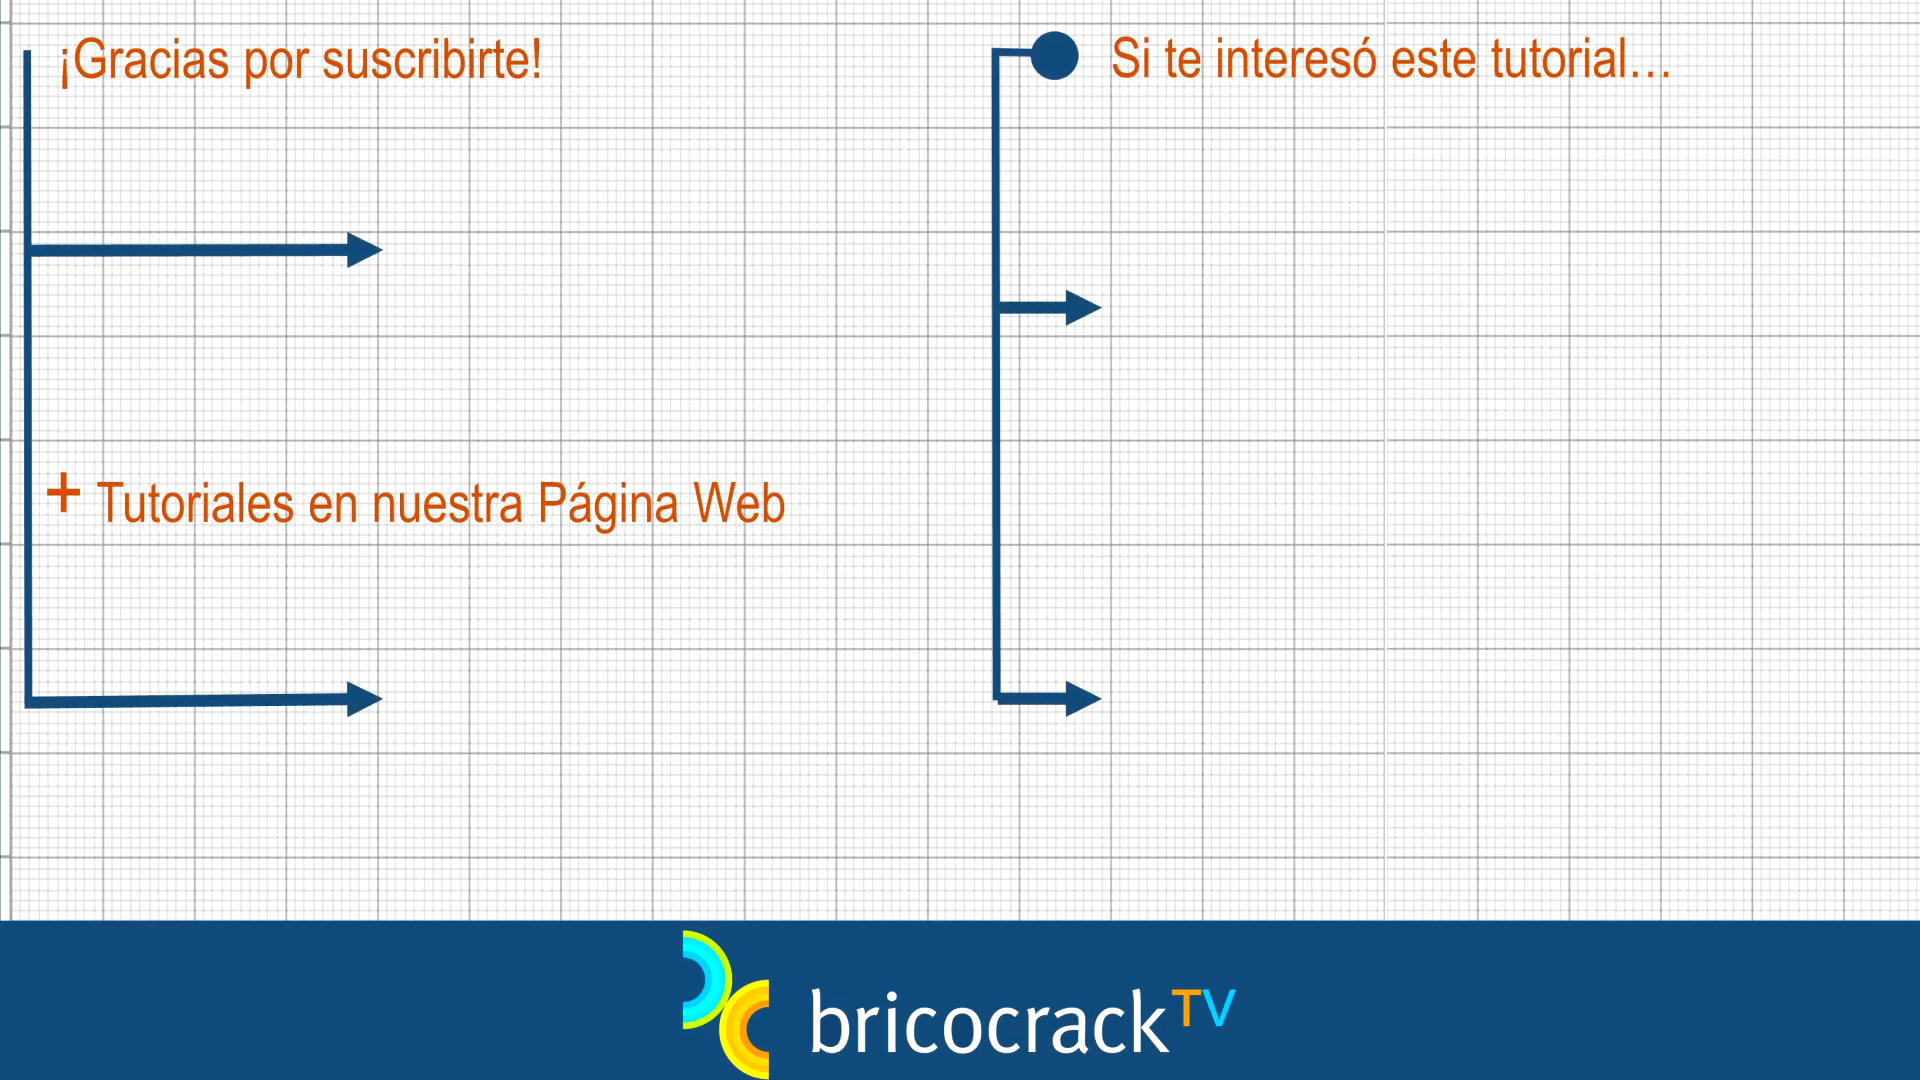 ¡Gracias por suscribirte!
+ Tutoriales en nuestra Página Web
Si te interesó este tutorial...
bricocrackTV